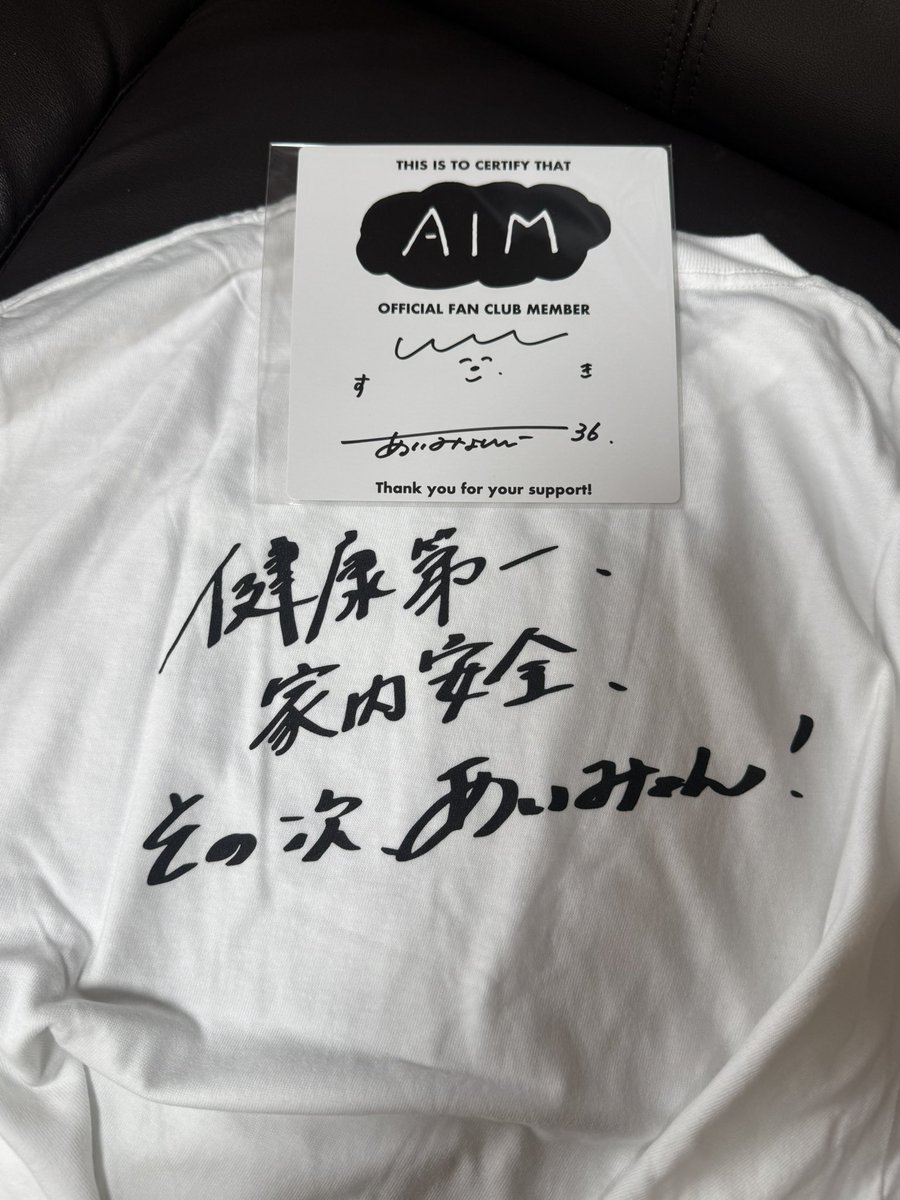 THIS IS TO CERTIFY THAT
AIM
OFFICIAL FAN CLUB MEMBER
す き
あいみょん 36.
Thank you for your support!
健康第一.
家内安全.
その次、あいみょん!